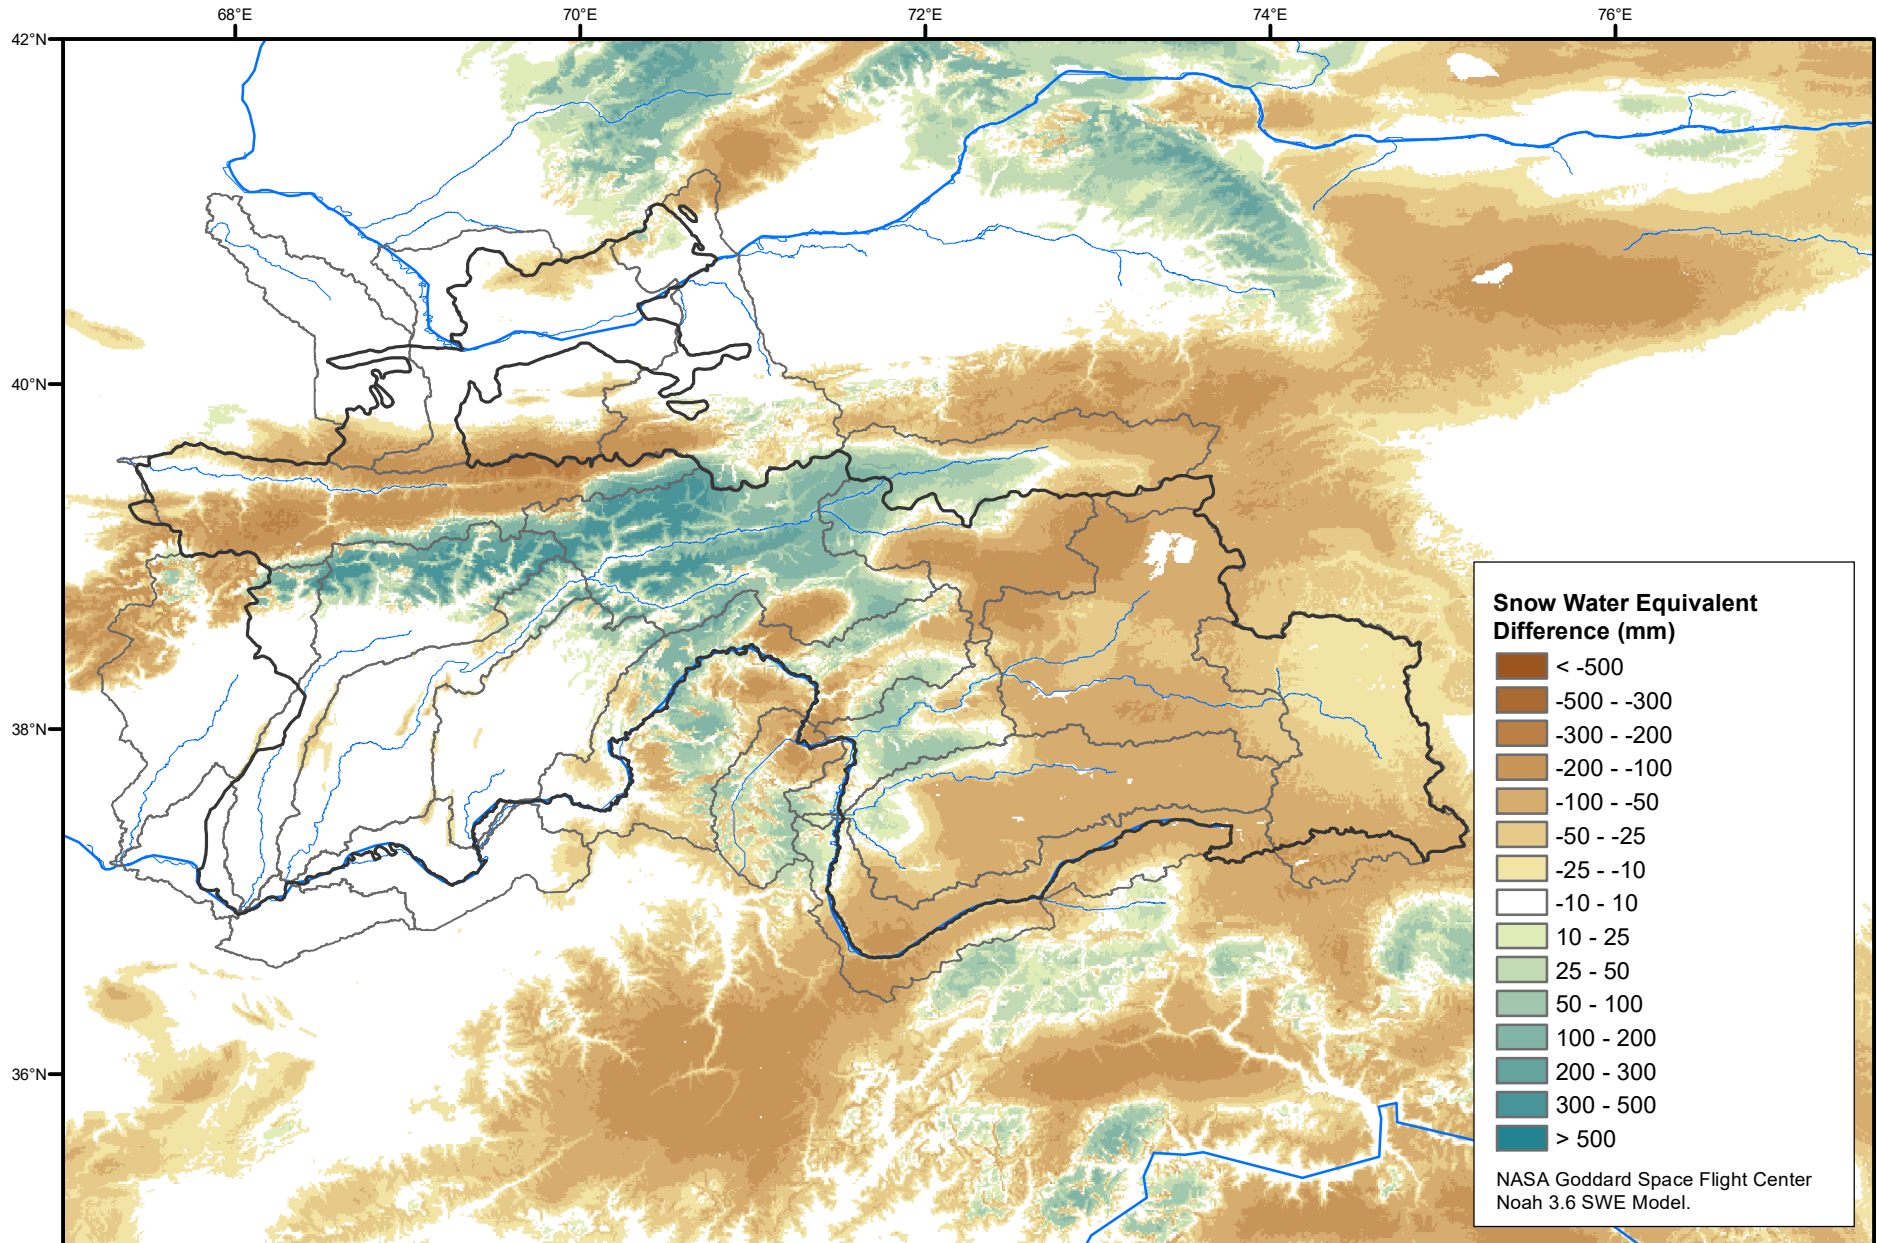 68°E
70°E
72°E
74°E
76°E
42°N
40°N
38°N
36°N
Snow Water Equivalent
Difference (mm)
< -500
-500 - -300
-300 - -200
-200 - -100
-100 - -50
-50 - -25
-25 - -10
-10 - 10
10 - 25
25 - 50
50 - 100
100 - 200
200 - 300
300 - 500
> 500
NASA Goddard Space Flight Center
Noah 3.6 SWE Model.